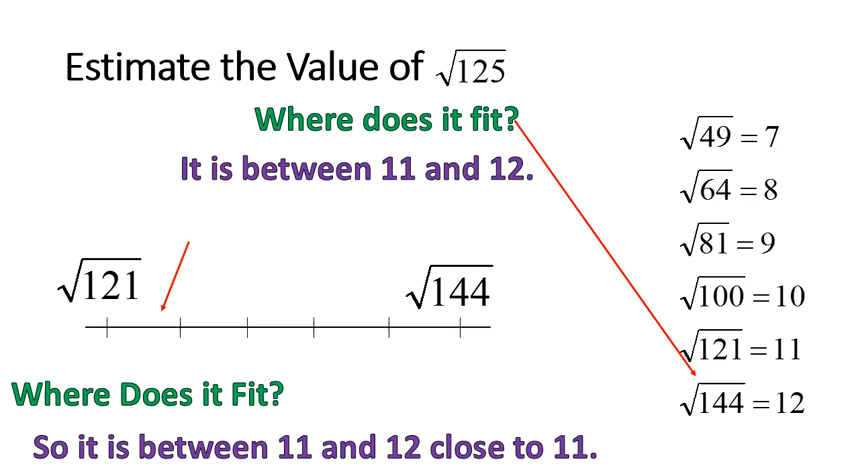 Estimate the Value of √125
Where does it fit?
It is between 11 and 12.
√49 = 7
√64 = 8
√81 = 9
√100 = 10
√121 = 11
√144 = 12
√121
√144
Where Does it Fit?
So it is between 11 and 12 close to 11.